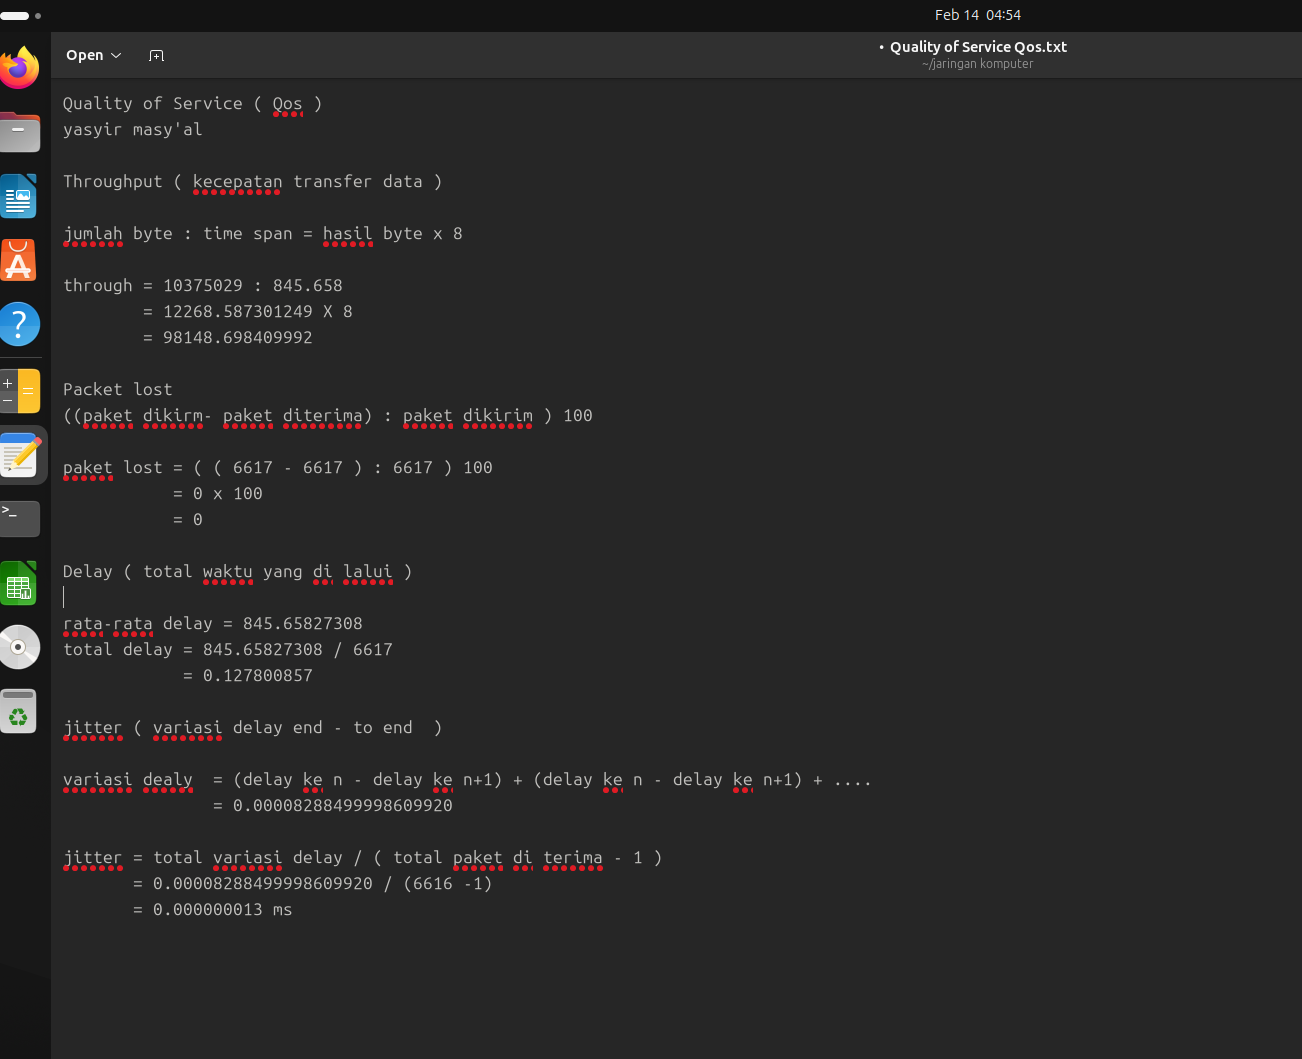 Feb 14 04:54
Open
• Quality of Service Qos.txt
~/jaringan komputer
Quality of Service ( Qos )
yasyir masy'al
Throughput ( kecepatan transfer data )
jumlah byte : time span = hasil byte x 8
through = 10375029 : 845.658
= 12268.587301249 X 8
= 98148.698409992
Packet lost
((paket dikirm- paket diterima) : paket dikirim ) 100
paket lost = ( ( 6617 - 6617 ) : 6617 ) 100
= 0 x 100
= 0
Delay ( total waktu yang di lalui )
rata-rata delay = 845.65827308
total delay = 845.65827308 / 6617
= 0.127800857
jitter ( variasi delay end - to end  )
variasi dealy  = (delay ke n - delay ke n+1) + (delay ke n - delay ke n+1) + ....
= 0.00008288499998609920
jitter = total variasi delay / ( total paket di terima - 1 )
= 0.00008288499998609920 / (6616 -1)
= 0.000000013 ms